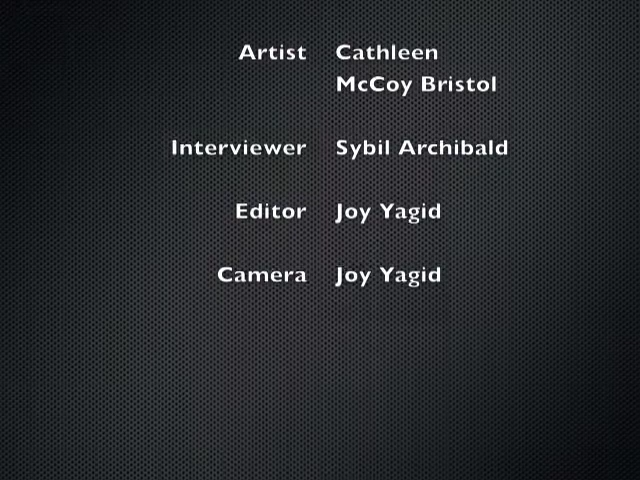 Artist Cathleen
McCoy Bristol
Interviewer Sybil Archibald
Editor Joy Yagid
Camera Joy Yagid